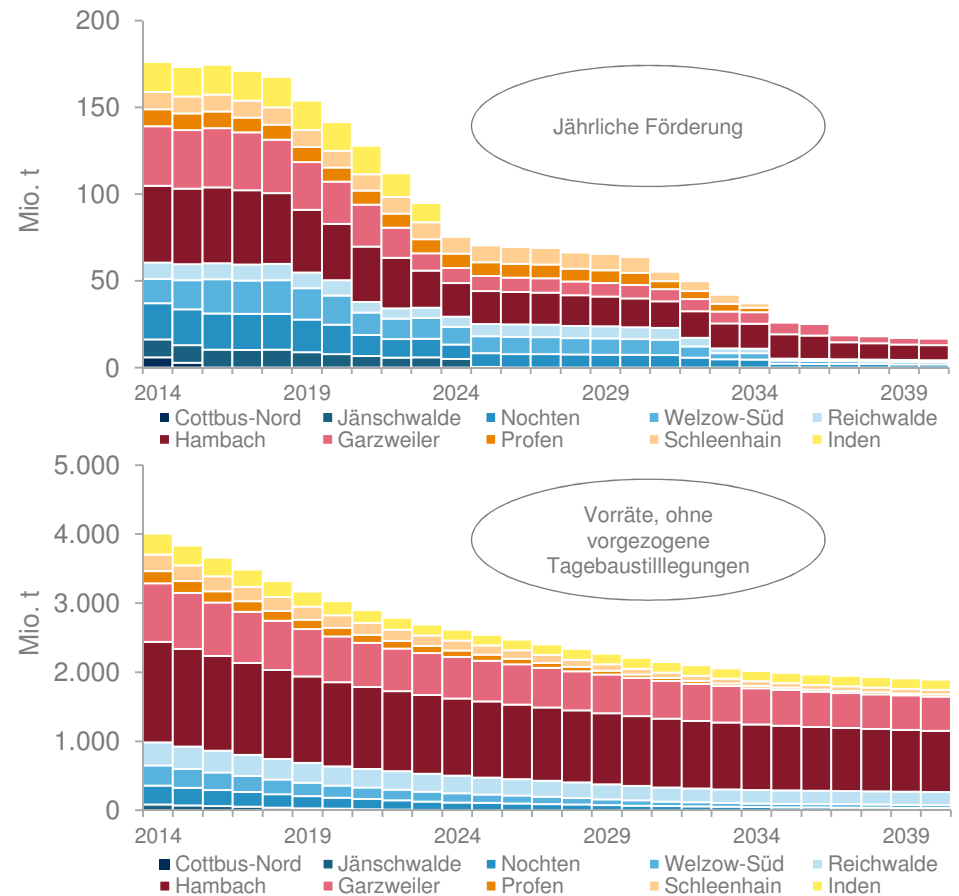 200
150
100
50
0
Mio. t
Jährliche Förderung
2014 2019 2024 2029 2034 2039
Cottbus-Nord Jänschwalde Nochten Welzow-Süd Reichwalde
Hambach Garzweiler Profen Schleenhain Inden
5.000
4.000
3.000
2.000
1.000
0
Mio. t
Vorräte, ohne
vorgezogene
Tagebaustilllegungen
2014 2019 2024 2029 2034 2039
Cottbus-Nord Jänschwalde Nochten Welzow-Süd Reichwalde
Hambach Garzweiler Profen Schleenhain Inden